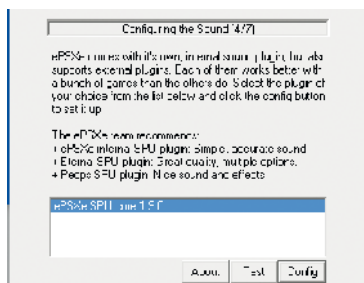 Configuring the Sound (4/7)
ePSXe comes with it's own, internal sound plugin, but also
supports external plugins. Each of them works better with
a bunch of games than the others do. Select the plugin of
your choice from the list below and click the config button
to set it up
The ePSXe team recommends:
+ ePSXe internal SPU plugin: Simple, accurate sound
+ Eternal SPU plugin: Great quality, multiple options.
+ Peops SPU plugin: Nice sound and effects
ePSXe SPU core 1.9.0
About
Test
Config